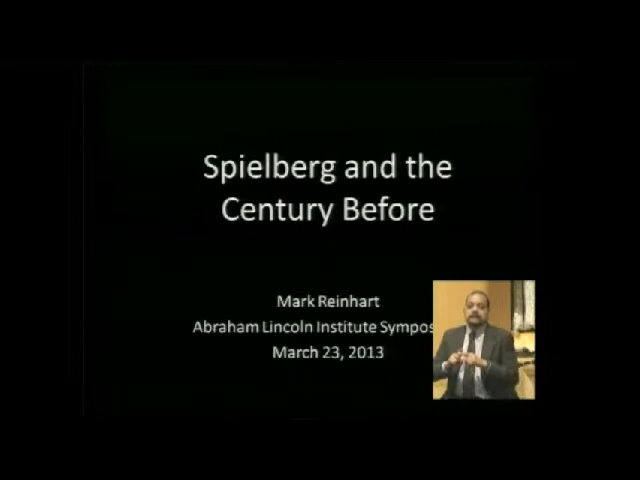 Spielberg and the
Century Before
Mark Reinhart
Abraham Lincoln Institute Sympos
March 23, 2013